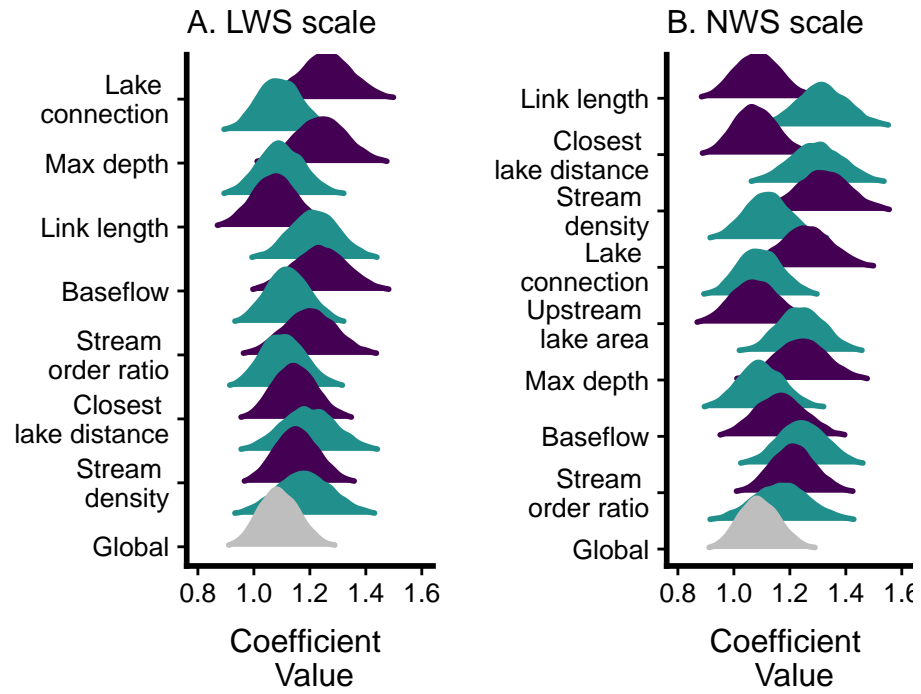 A. LWS scale
Lake
connection
Max depth
Link length
Baseflow
Stream
order ratio
Closest
lake distance
Stream
density
Global
0.8 1.0 1.2 1.4 1.6
Coefficient
Value
B. NWS scale
Link length
Closest
lake distance
Stream
density
Lake
connection
Upstream
lake area
Max depth
Baseflow
Stream
order ratio
Global
0.8 1.0 1.2 1.4 1.6
Coefficient
Value